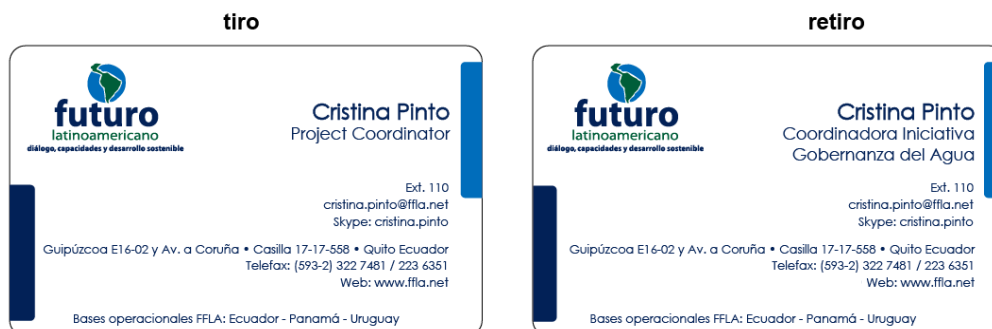 tiro
futuro
latinoamericano
diálogo, capacidades y desarrollo sostenible
Cristina Pinto
Project Coordinator
Ext. 110
cristina.pinto@ffla.net
Skype: cristina.pinto
Guipúzcoa E16-02 y Av. a Coruña • Casilla 17-17-558 • Quito Ecuador
Telefax: (593-2) 322 7481 / 223 6351
Web: www.ffla.net
Bases operacionales FFLA: Ecuador - Panamá - Uruguay
retiro
futuro
latinoamericano
diálogo, capacidades y desarrollo sostenible
Cristina Pinto
Coordinadora Iniciativa
Gobernanza del Agua
Ext. 110
cristina.pinto@ffla.net
Skype: cristina.pinto
Guipúzcoa E16-02 y Av. a Coruña • Casilla 17-17-558 • Quito Ecuador
Telefax: (593-2) 322 7481 / 223 6351
Web: www.ffla.net
Bases operacionales FFLA: Ecuador - Panamá - Uruguay